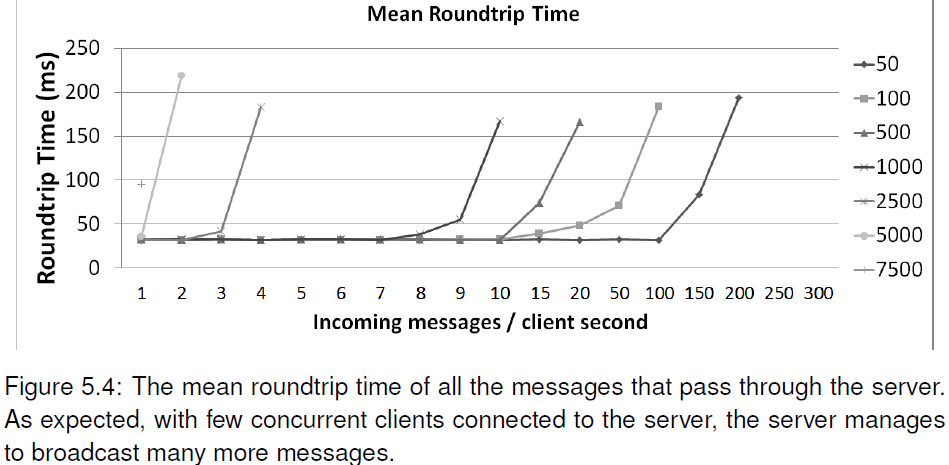 Mean Roundtrip Time
Roundtrip Time (ms)
250
200
150
100
50
0
1 2 3 4 5 6 7 8 9 10 15 20 50 100 150 200 250 300
Incoming messages / client second
50
100
500
1000
2500
5000
7500
Figure 5.4: The mean roundtrip time of all the messages that pass through the server.
As expected, with few concurrent clients connected to the server, the server manages
to broadcast many more messages.